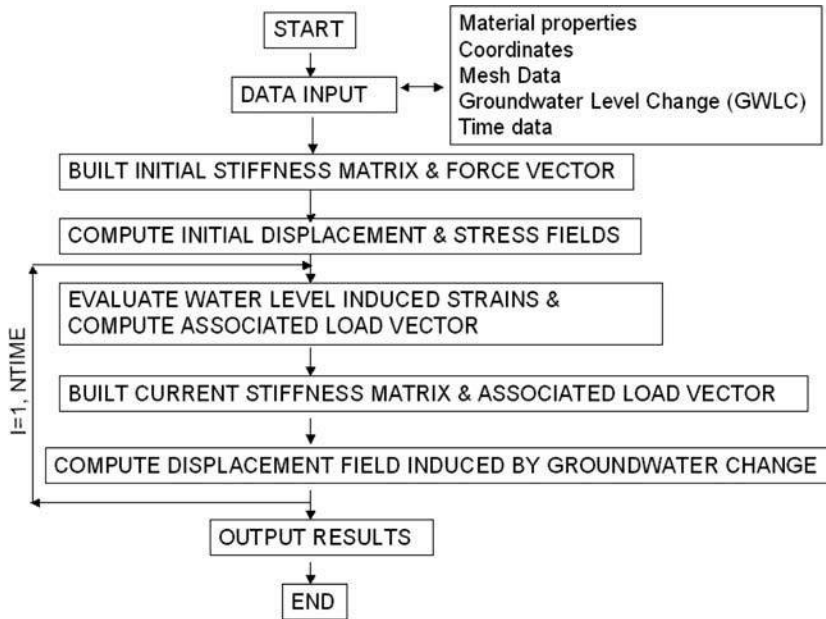 START
DATA INPUT
Material properties
Coordinates
Mesh Data
Groundwater Level Change (GWLC)
Time data
BUILT INITIAL STIFFNESS MATRIX & FORCE VECTOR
COMPUTE INITIAL DISPLACEMENT & STRESS FIELDS
EVALUATE WATER LEVEL INDUCED STRAINS &
COMPUTE ASSOCIATED LOAD VECTOR
I=1, NTIME
BUILT CURRENT STIFFNESS MATRIX & ASSOCIATED LOAD VECTOR
COMPUTE DISPLACEMENT FIELD INDUCED BY GROUNDWATER CHANGE
OUTPUT RESULTS
END